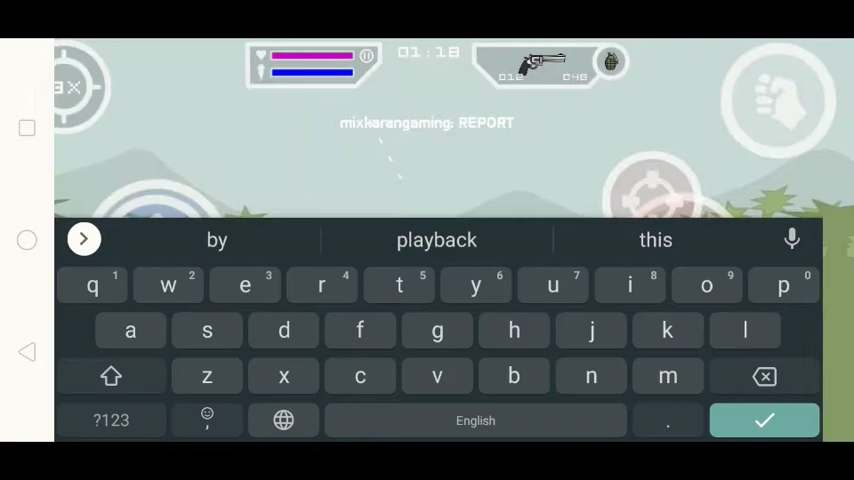 3X
01:18
012 048
mixkarangaming: REPORT
by playback this
q 1 w 2 e 3 r 4 t 5 y 6 u 7 i 8 o 9 p 0
a s d f g h j k l
z x c v b n m
?123 , English .